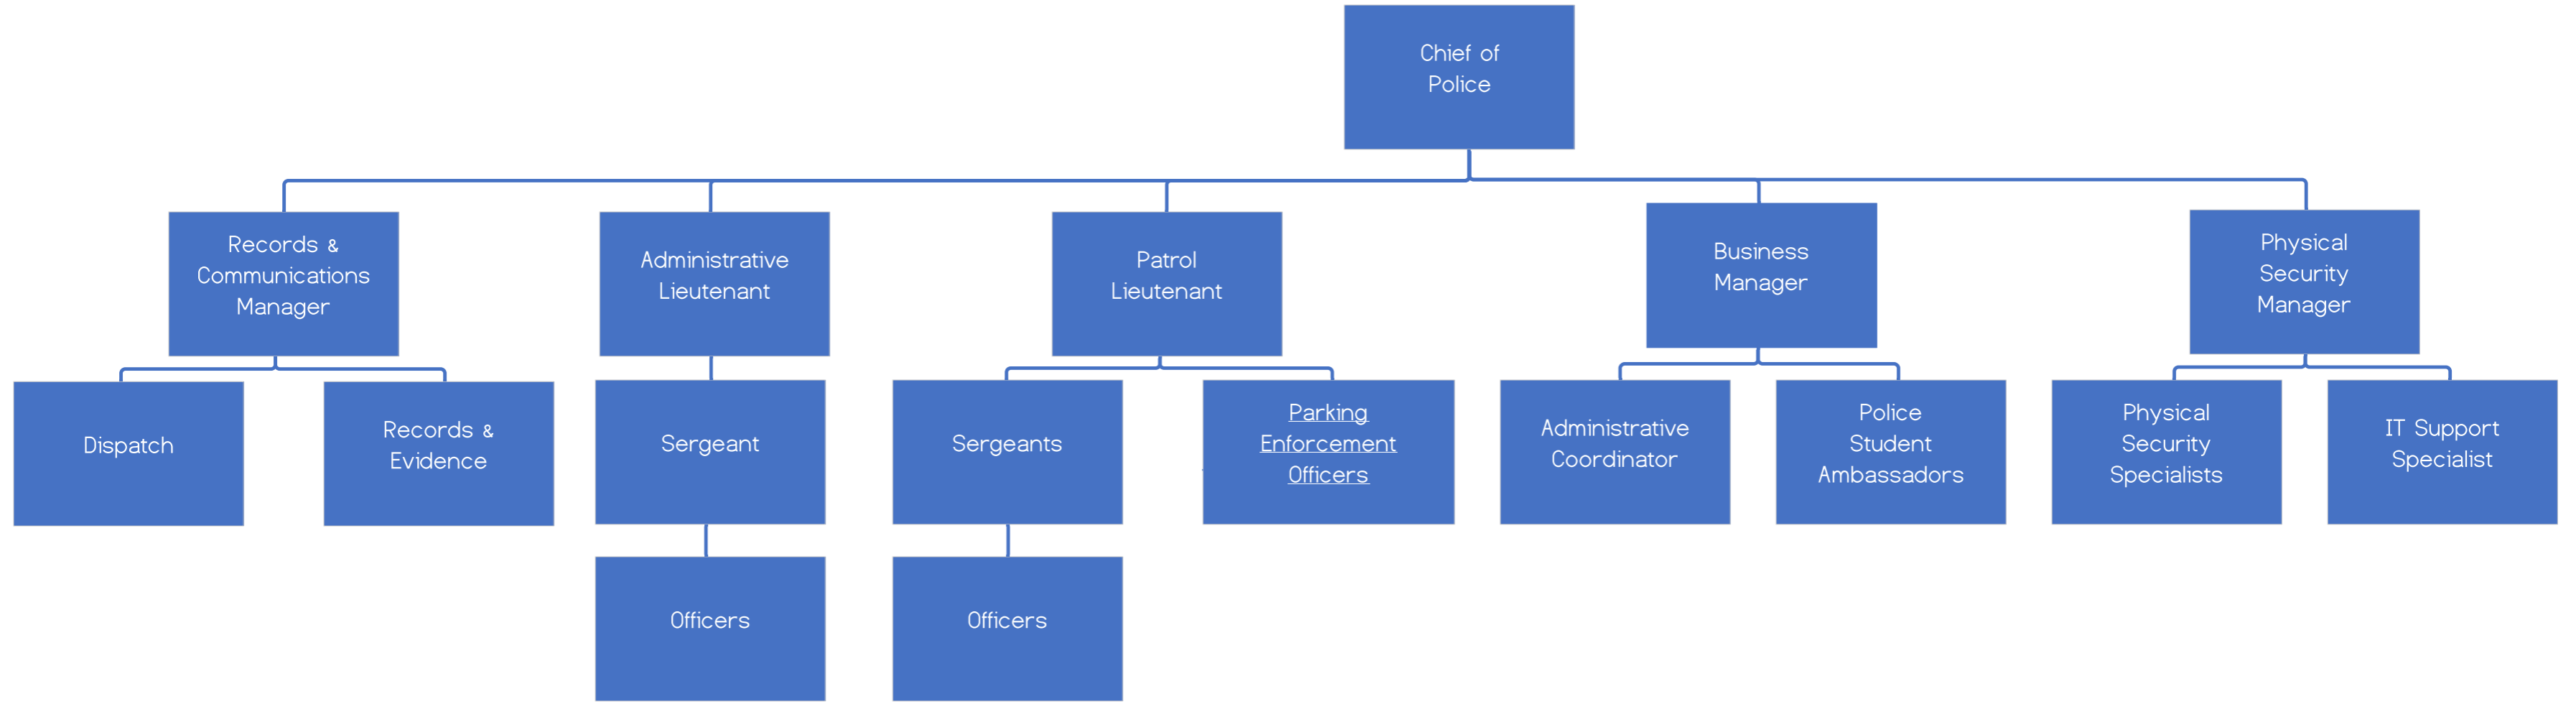 Chief of
Police
Records &
Communications
Manager
Administrative
Lieutenant
Patrol
Lieutenant
Business
Manager
Physical
Security
Manager
Dispatch
Records &
Evidence
Sergeant
Sergeants
Parking
Enforcement
Officers
Administrative
Coordinator
Police
Student
Ambassadors
Physical
Security
Specialists
IT Support
Specialist
Officers
Officers